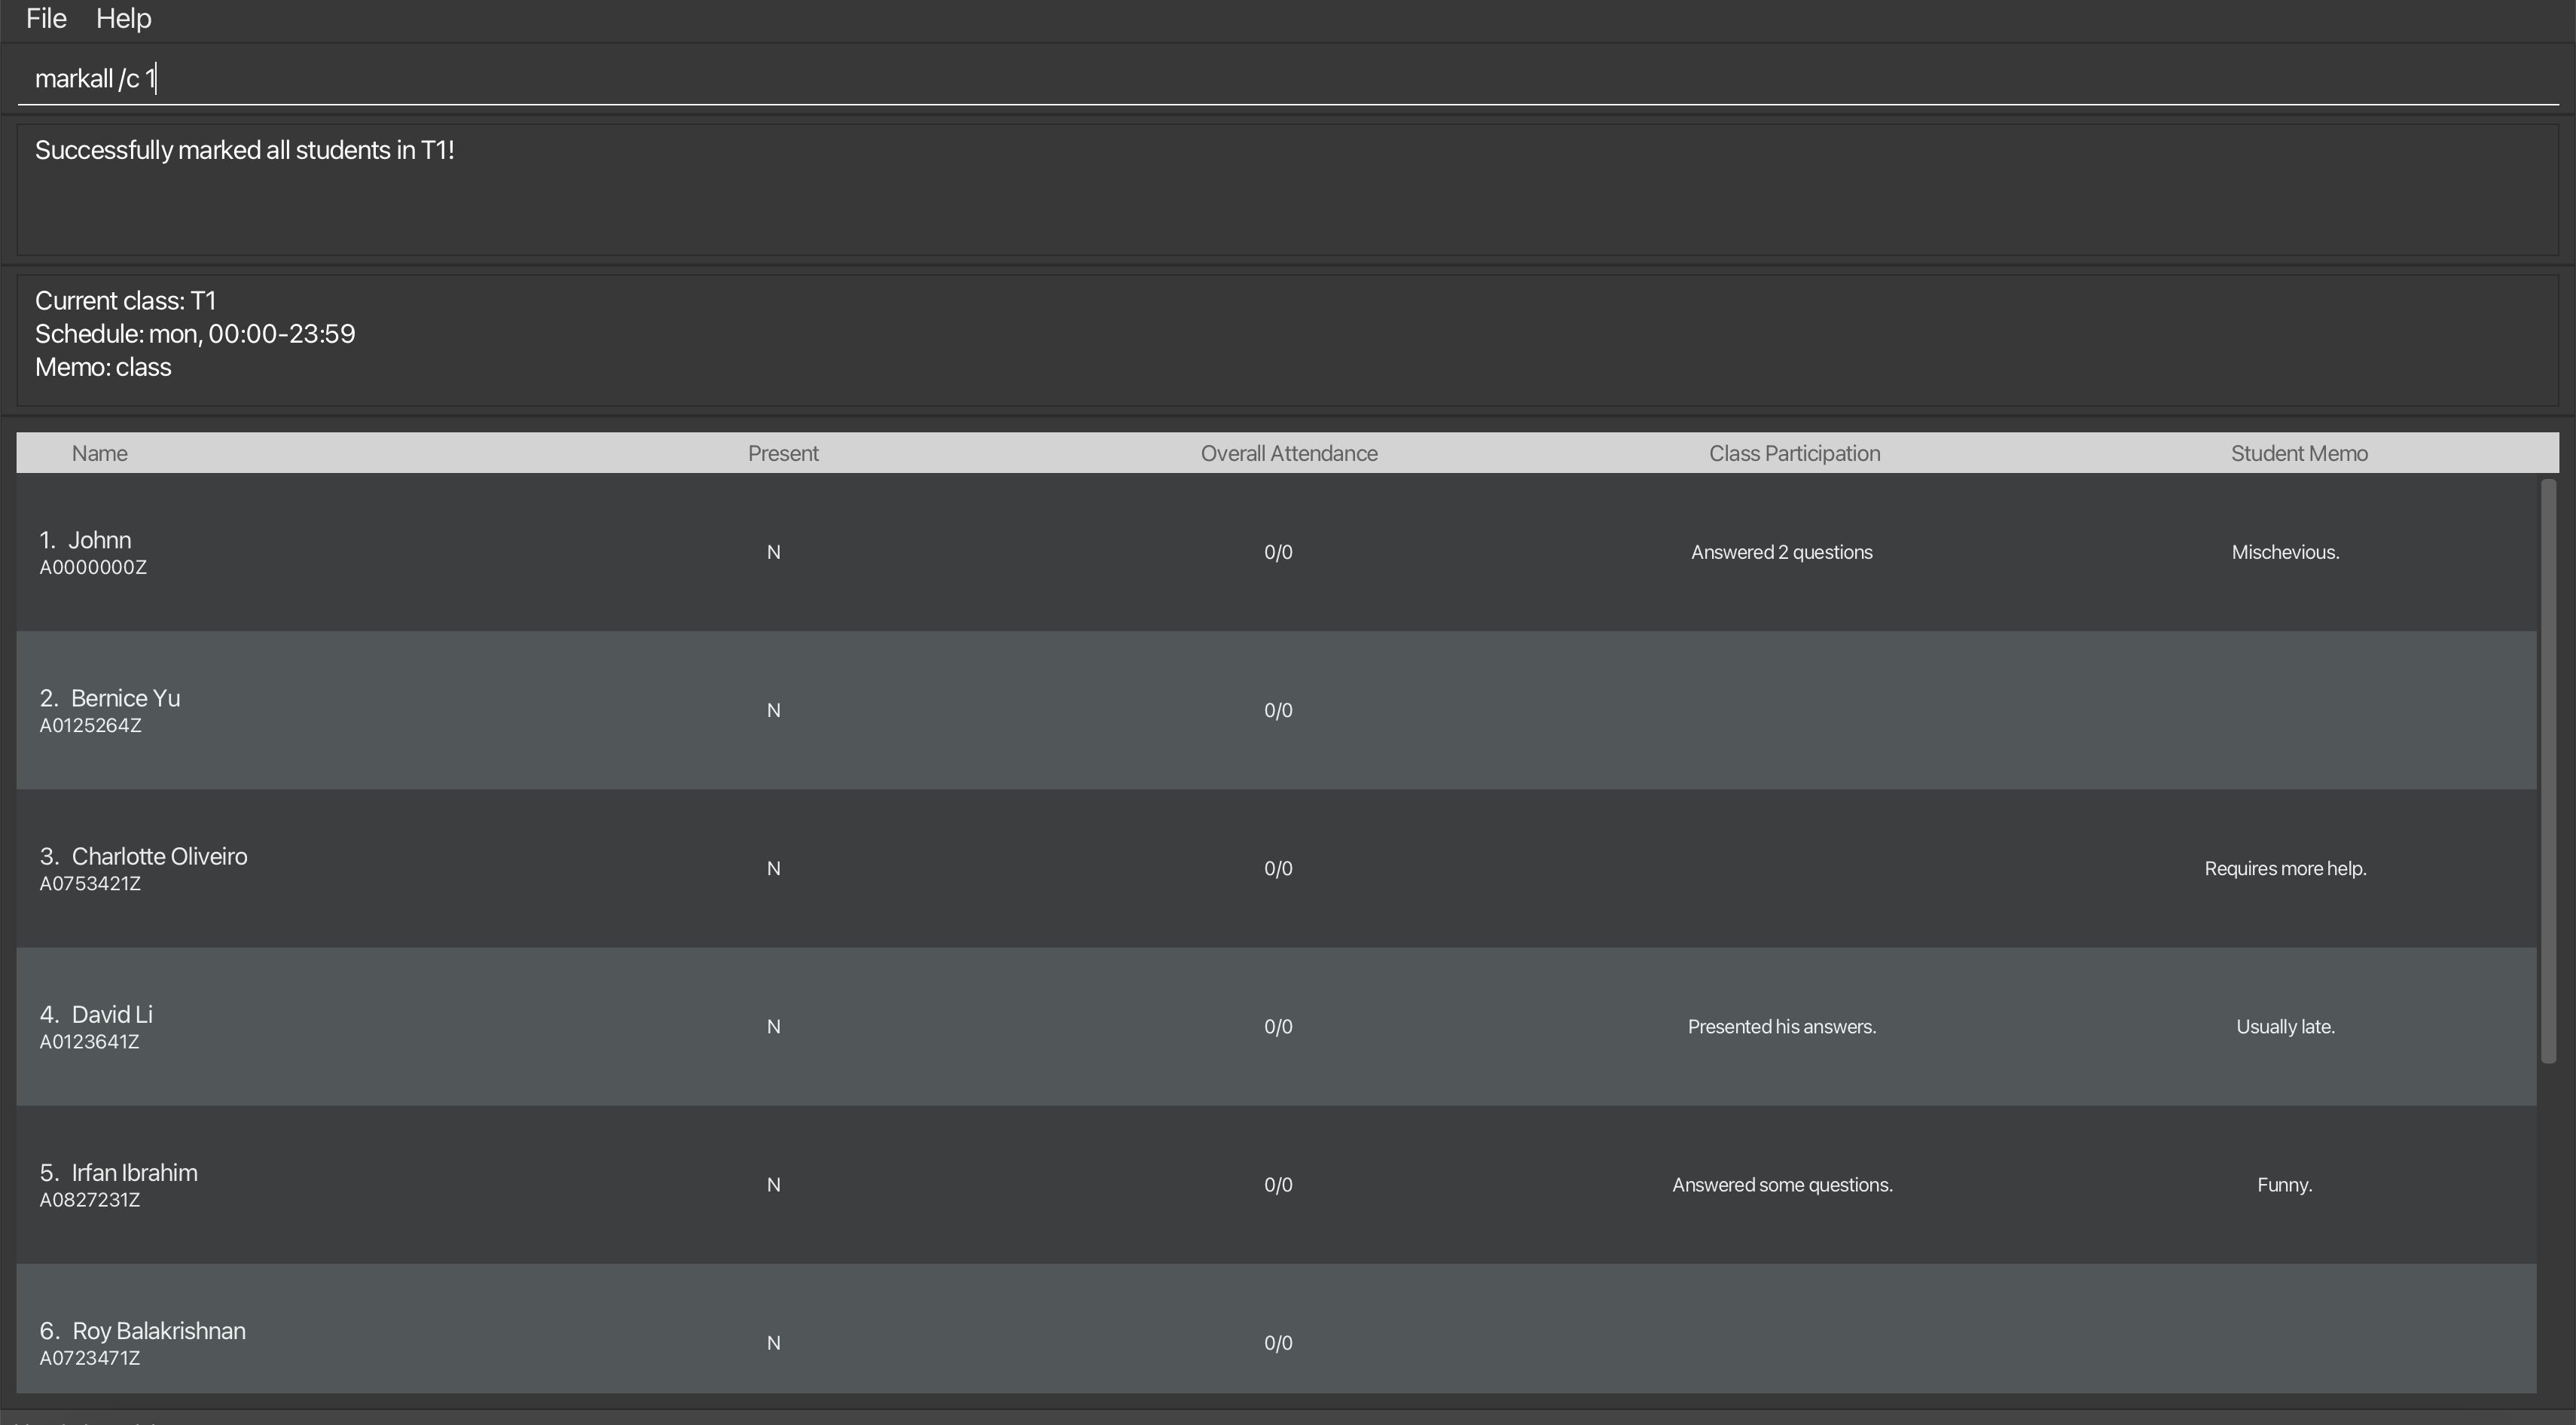 File Help
markall /c 1
Successfully marked all students in T1!
Current class: T1
Schedule: mon, 00:00-23:59
Memo: class
Name Present Overall Attendance Class Participation Student Memo
1. Johnn
A0000000Z
N 0/0 Answered 2 questions Mischevious.
2. Bernice Yu
A0125264Z
N 0/0
3. Charlotte Oliveiro
A0753421Z
N 0/0 Requires more help.
4. David Li
A0123641Z
N 0/0 Presented his answers. Usually late.
5. Irfan Ibrahim
A0827231Z
N 0/0 Answered some questions. Funny.
6. Roy Balakrishnan
A0723471Z
N 0/0